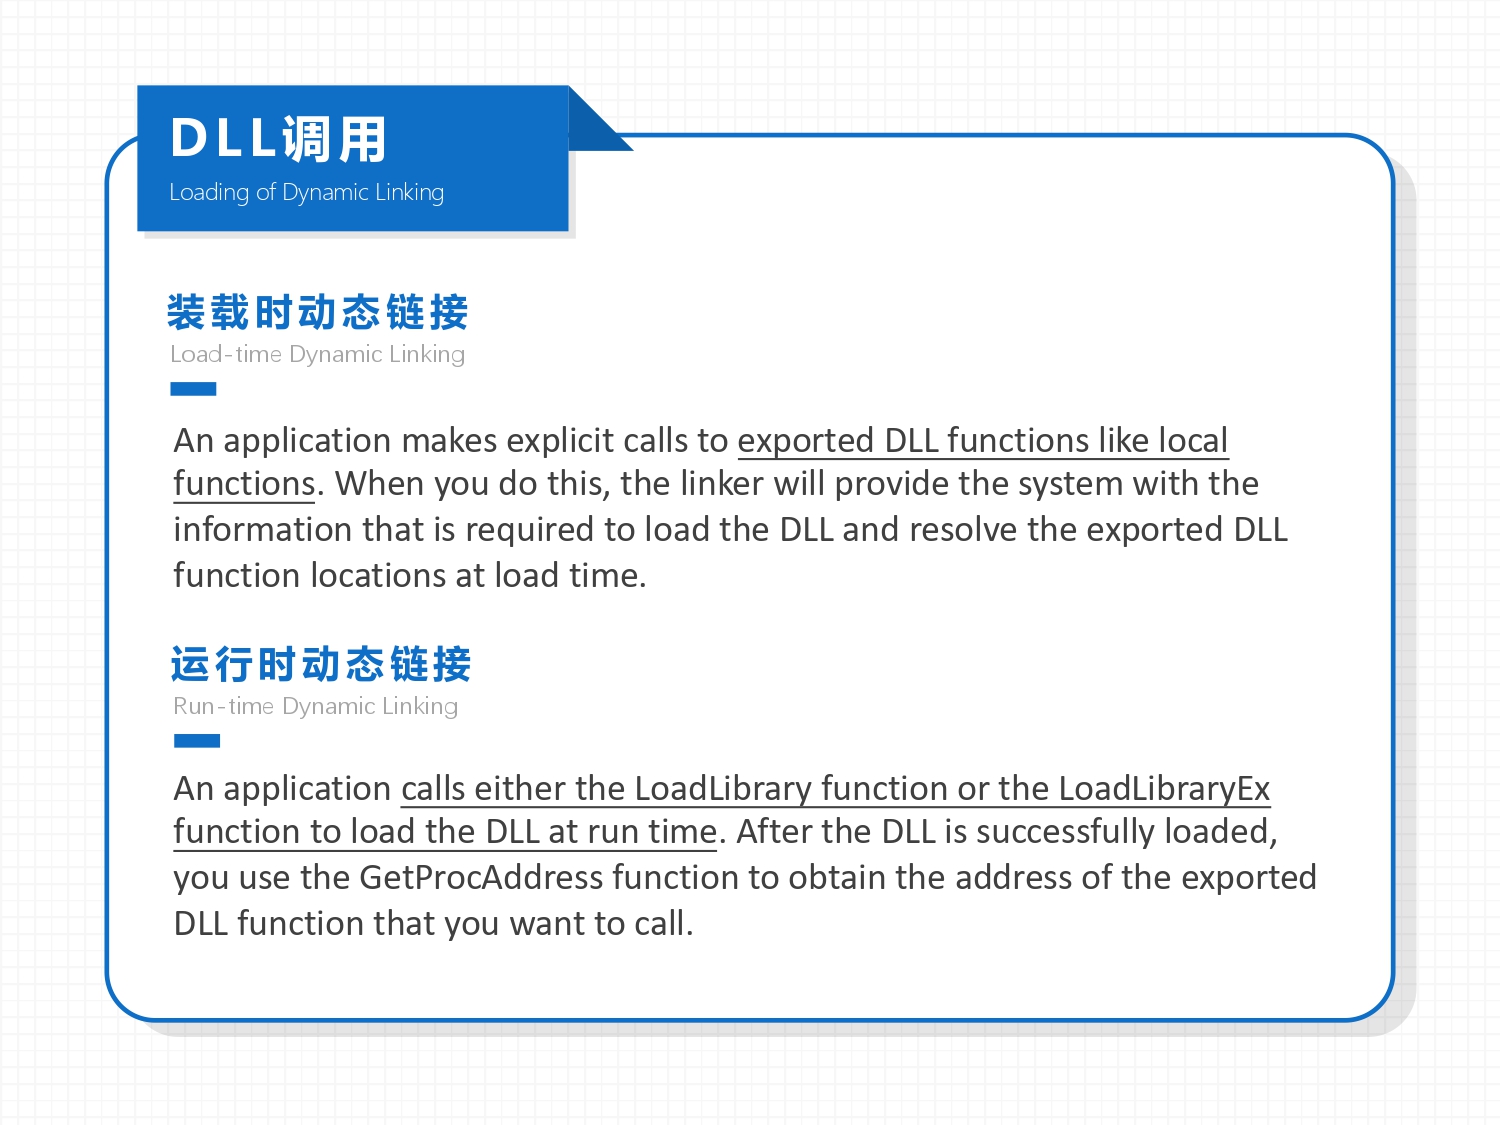 DLL调用
Loading of Dynamic Linking
装载时动态链接
Load-time Dynamic Linking
An application makes explicit calls to exported DLL functions like local
functions. When you do this, the linker will provide the system with the
information that is required to load the DLL and resolve the exported DLL
function locations at load time.
运行时动态链接
Run-time Dynamic Linking
An application calls either the LoadLibrary function or the LoadLibraryEx
function to load the DLL at run time. After the DLL is successfully loaded,
you use the GetProcAddress function to obtain the address of the exported
DLL function that you want to call.